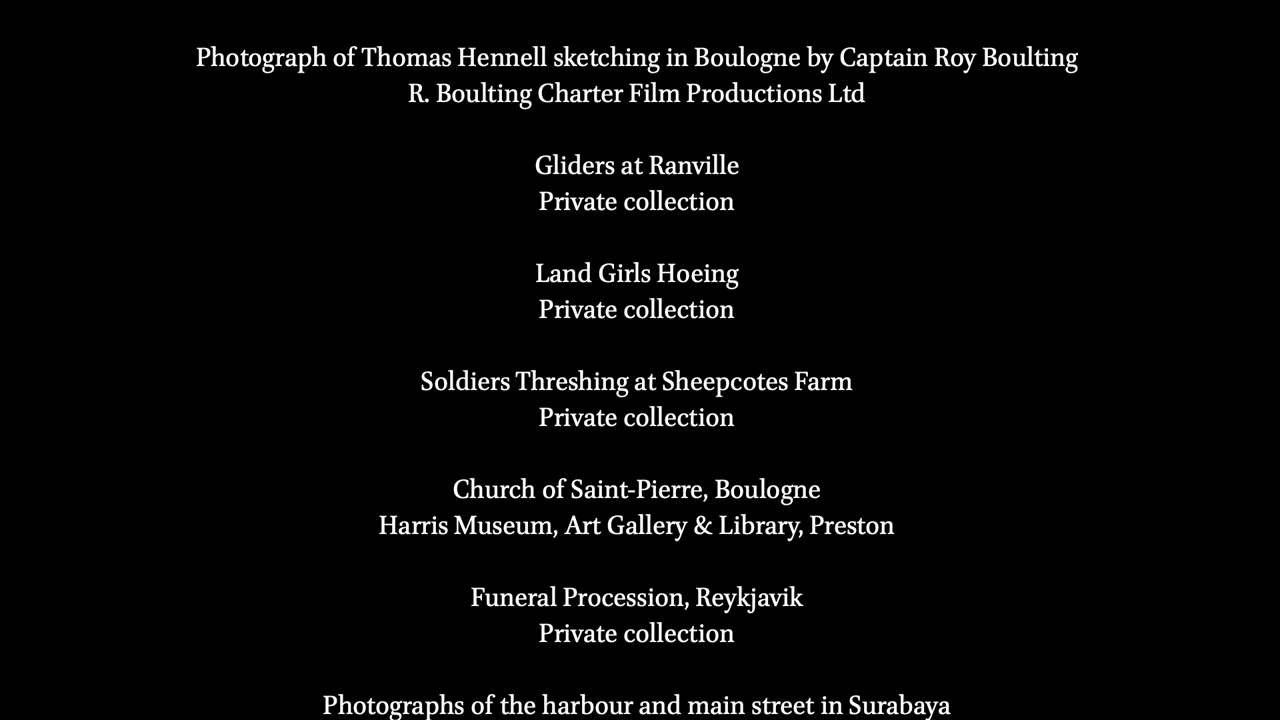 Photograph of Thomas Hennell sketching in Boulogne by Captain Roy Boulting
R. Boulting Charter Film Productions Ltd
Gliders at Ranville
Private collection
Land Girls Hoeing
Private collection
Soldiers Threshing at Sheepcotes Farm
Private collection
Church of Saint-Pierre, Boulogne
Harris Museum, Art Gallery & Library, Preston
Funeral Procession, Reykjavik
Private collection
Photographs of the harbour and main street in Surabaya